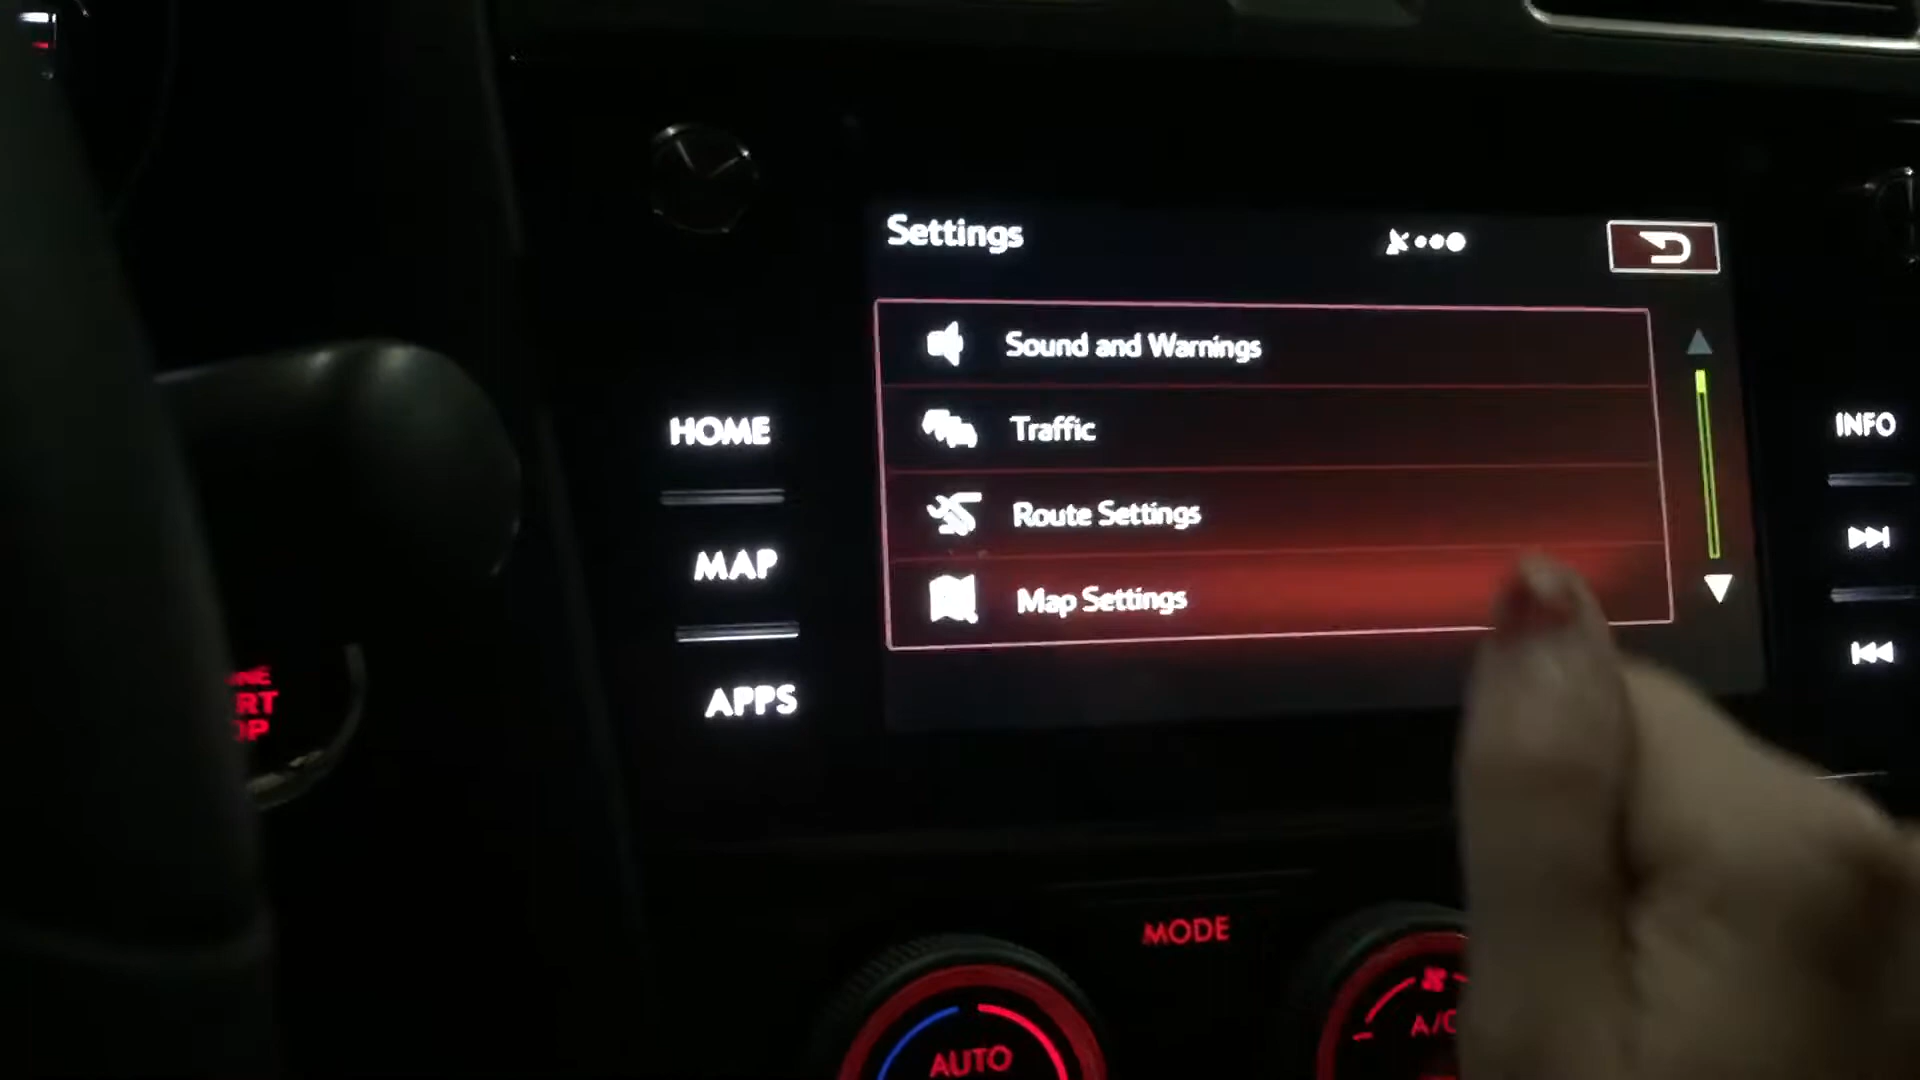 Settings
Sound and Warnings
Traffic
Route Settings
Map Settings
HOME
MAP
APPS
INFO
MODE
AUTO
A/C